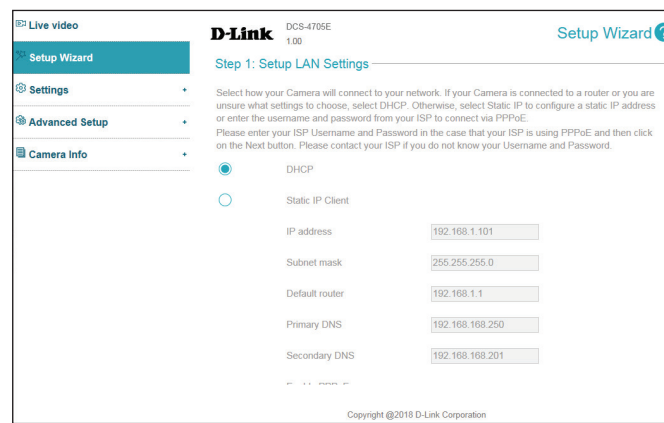 Live video
Setup Wizard
Settings +
Advanced Setup +
Camera Info +
D-Link
DCS-4705E
1.00
Setup Wizard ?
Step 1: Setup LAN Settings
Select how your Camera will connect to your network. If your Camera is connected to a router or you are
unsure what settings to choose, select DHCP. Otherwise, select Static IP to configure a static IP address
or enter the username and password from your ISP to connect via PPPoE.
Please enter your ISP Username and Password in the case that your ISP is using PPPoE and then click
on the Next button. Please contact your ISP if you do not know your Username and Password.
DHCP
Static IP Client
IP address 192.168.1.101
Subnet mask 255.255.255.0
Default router 192.168.1.1
Primary DNS 192.168.168.250
Secondary DNS 192.168.168.201
Copyright @2018 D-Link Corporation